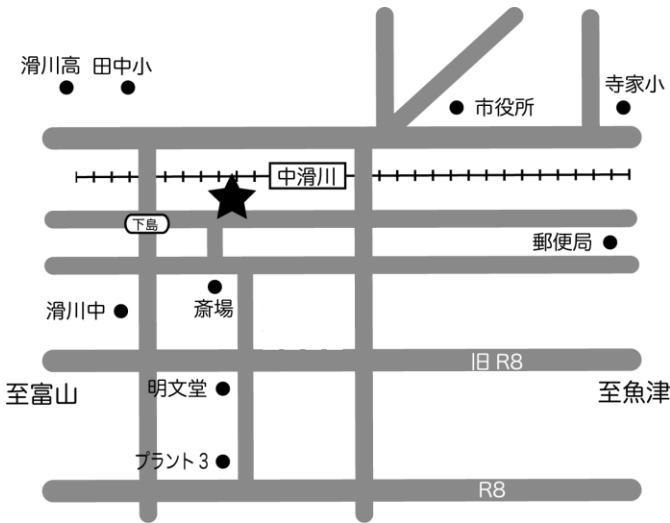 滑川高
田中小
寺家小
市役所
中滑川
下島
郵便局
滑川中
斎場
旧 R8
至富山
明文堂
至魚津
プラント3
R8